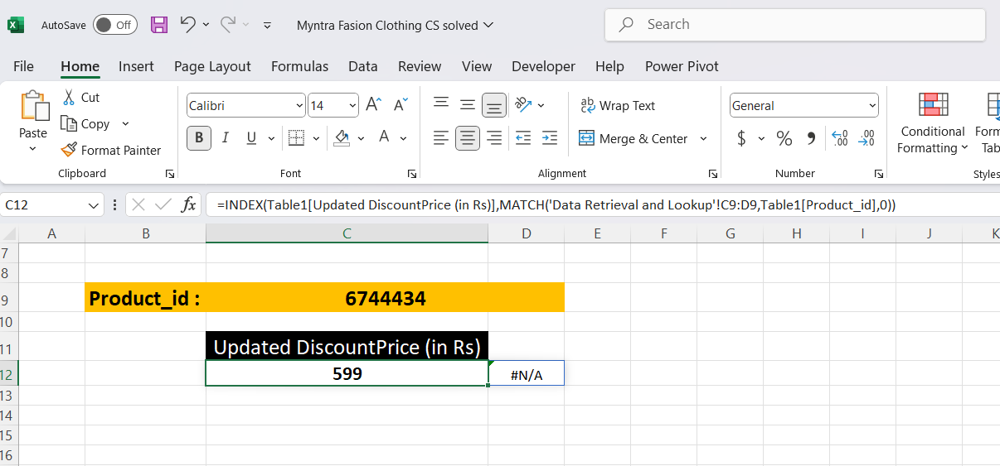 AutoSave Off Myntra Fasion Clothing CS solved Search
File Home Insert Page Layout Formulas Data Review View Developer Help Power Pivot
Paste
Cut
Copy
Format Painter
Clipboard
Calibri 14 A A
B I U A
Font
ab Wrap Text
Merge & Center
Alignment
General
$ % 9 .00 .00
Number
Conditional
Formatting
Form
Tab
Styles
C12 fx =INDEX(Table1[Updated DiscountPrice (in Rs)],MATCH('Data Retrieval and Lookup'!C9:D9,Table1[Product_id],0))
A B C D E F G H I J K
7
8
9 Product_id : 6744434
10
11 Updated DiscountPrice (in Rs)
12 599 #N/A
13
14
15
16